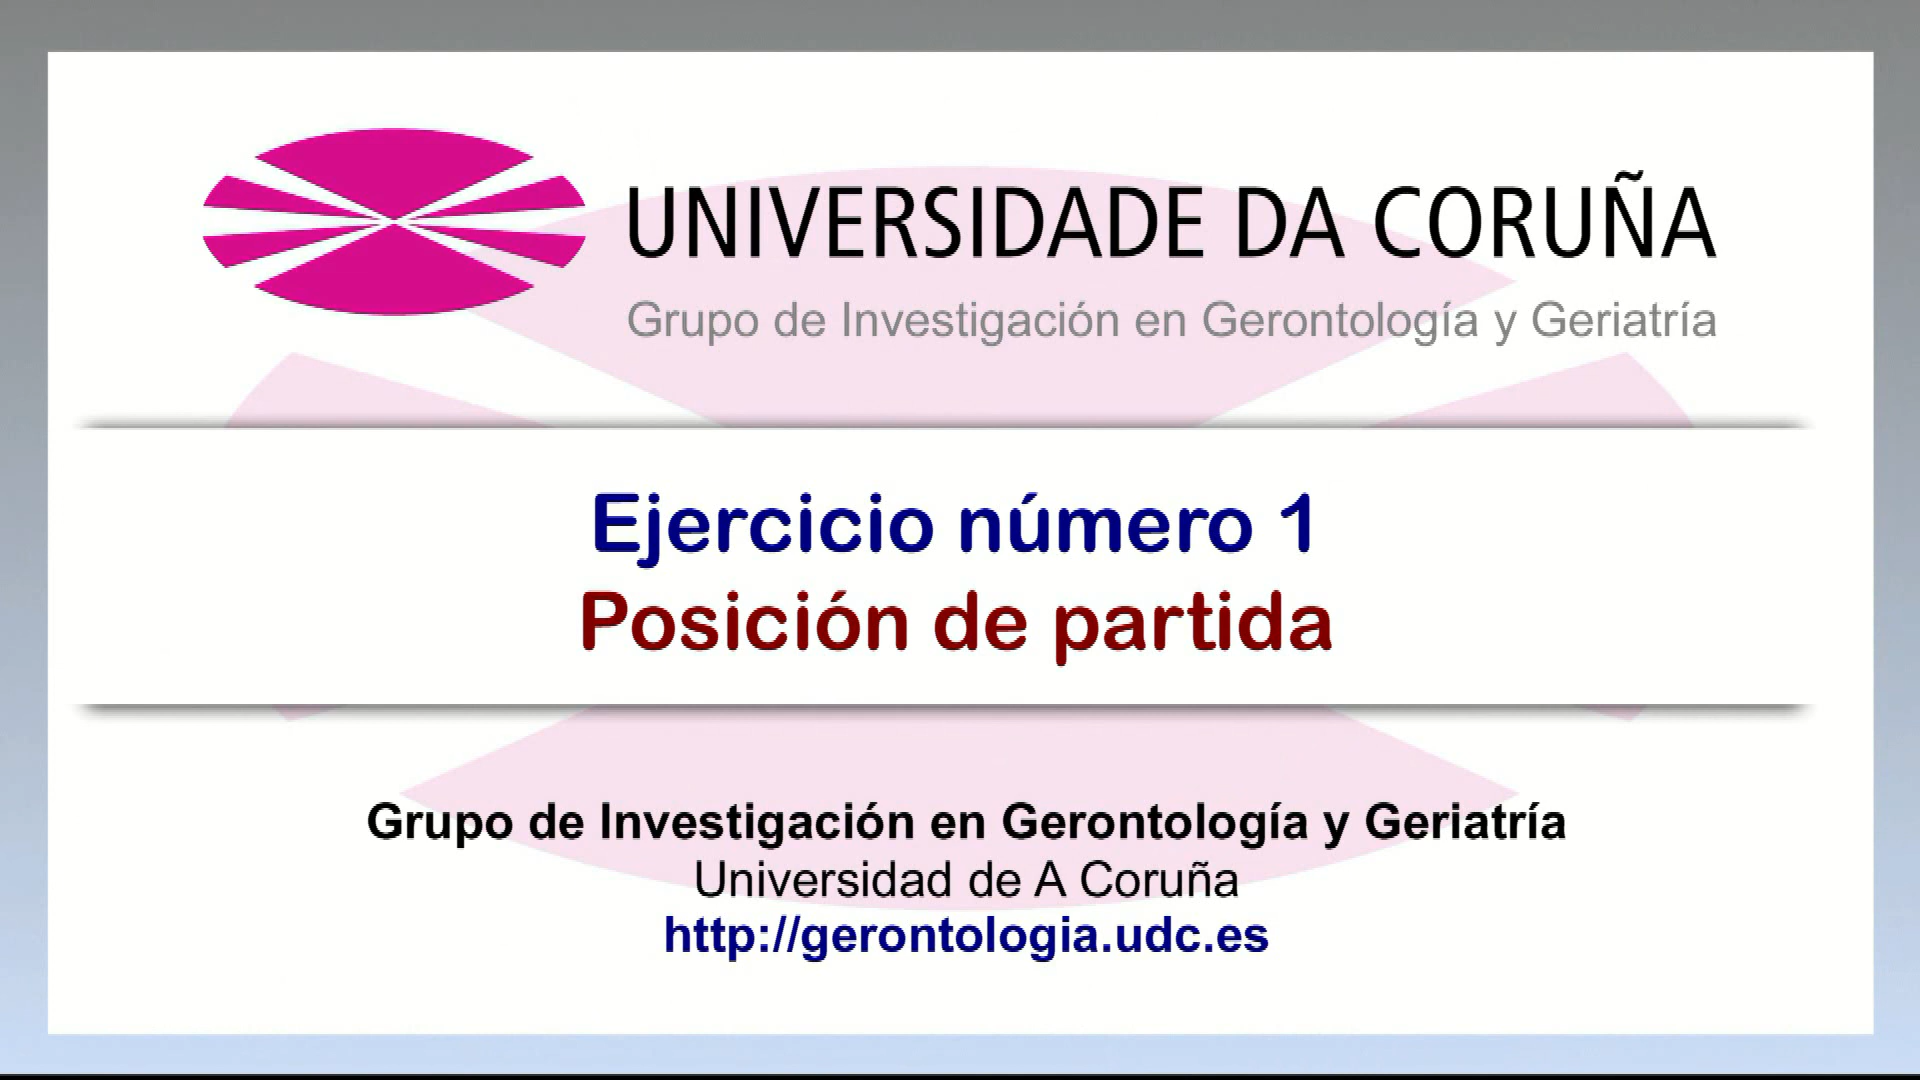 UNIVERSIDADE DA CORUÑA
Grupo de Investigación en Gerontología y Geriatría
Ejercicio número 1
Posición de partida
Grupo de Investigación en Gerontología y Geriatría
Universidad de A Coruña
http://gerontologia.udc.es